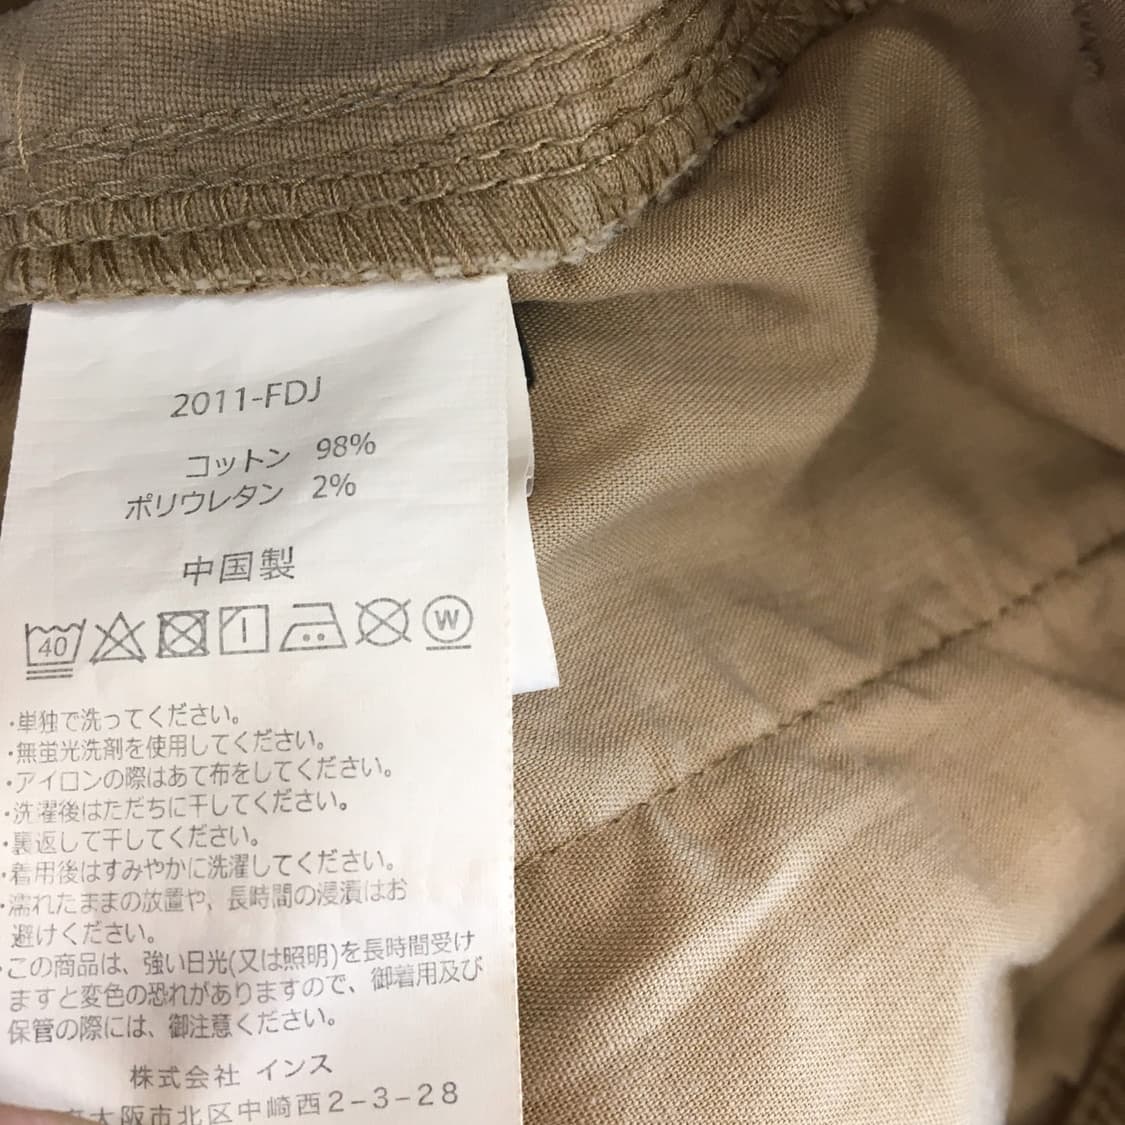 2011-FDJ
コットン 98%
ポリウレタン 2%
中国製
40 W
・単独で洗ってください。
・無蛍光洗剤を使用してください。
・アイロンの際はあて布をしてください。
・洗濯後はただちに干してください。
・裏返して干してください。
・着用後はすみやかに洗濯してください。
・濡れたままの放置や、長時間の浸漬はお
避けください。
・この商品は、強い日光(又は照明)を長時間受け
ますと変色の恐れがありますので、御着用及び
保管の際には、御注意ください。
株式会社 インス
大阪市北区中崎西2-3-28